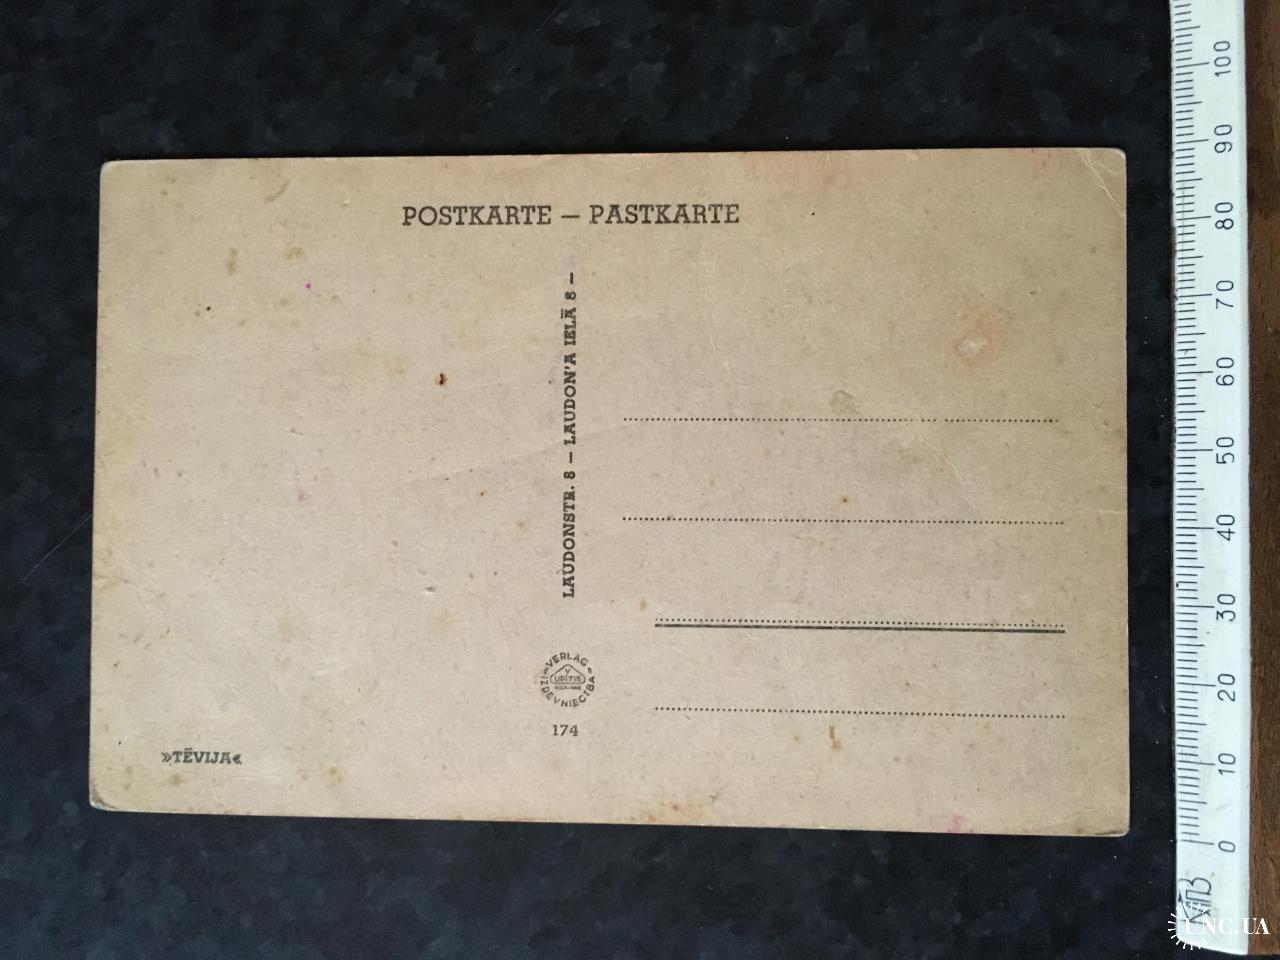 POSTKARTE – PASTKARTE
LAUDONSTR. 8 – LAUDON'A IELĀ 8 –
VERLAG
V
UPĪTIS
IZDEVNIECĪBA
174
»TĒVIJA«
100
90
80
70
60
50
40
30
20
10
0
UNC.UA